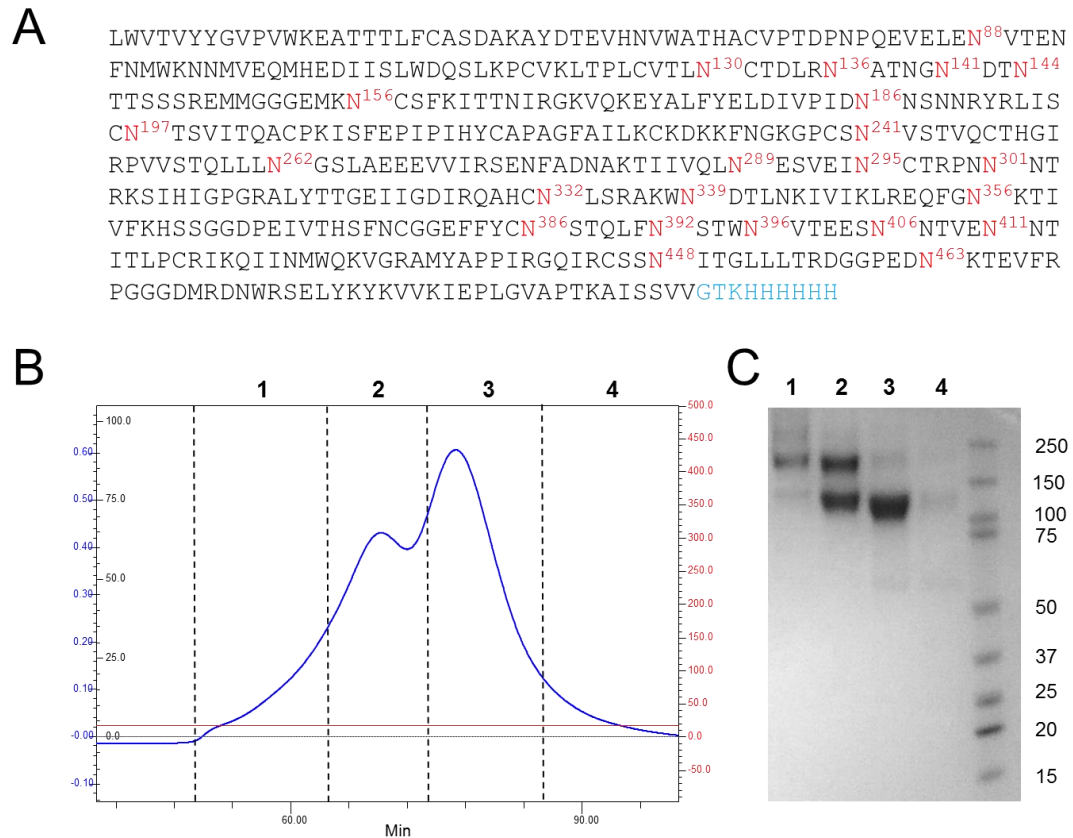 A
LWVTVYYGVPVWKEATTTLFCASDAKAYDTEVHNVWATHACVPTDPNPQEVELEN88VTEN
FNMWKNNMVEQMHEDIISLWDQSLKPCVKLTPLCVTLN130CTDLRN136ATNGN141DTN144
TTSSSREMMGGGEMKN156CSFKITTNIRGKVQKEYALFYELDIVPIDN186NSNNRYRLIS
CN197TSVITQACPKISFEPIPIHYCAPAGFAILKCKDKKFNGKGPCSN241VSTVQCTHGI
RPVVSTQLLLN262GSLAEEEVVIRSENFADNAKTIIVQLN289ESVEIN295CTRPNN301NT
RKSIHIGPGRALYTTGEIIGDIRQAHCN332LSRAKWN339DTLNKIVIKLREQFGN356KTI
VFKHSSGGDPEIVTHSFNCGGEFFYCN386STQLFN392STWN396VTEESN406NTVEN411NT
ITLPCRIKQIINMWQKVGRAMYAPPIRGQIRCSSN448ITGLLLTRDGGPEDN463KTEVFR
PGGGDMRDNWRSELYKYKVVKIEPLGVAPTKAISSVVGTKHHHHHH
B
1 2 3 4
0.60
0.50
0.40
0.30
0.20
0.10
-0.00
-0.10
100.0
75.0
50.0
25.0
0.0
500.0
450.0
400.0
350.0
300.0
250.0
200.0
150.0
100.0
50.0
0.0
-50.0
60.00 90.00
Min
C
1 2 3 4
250
150
100
75
50
37
25
20
15